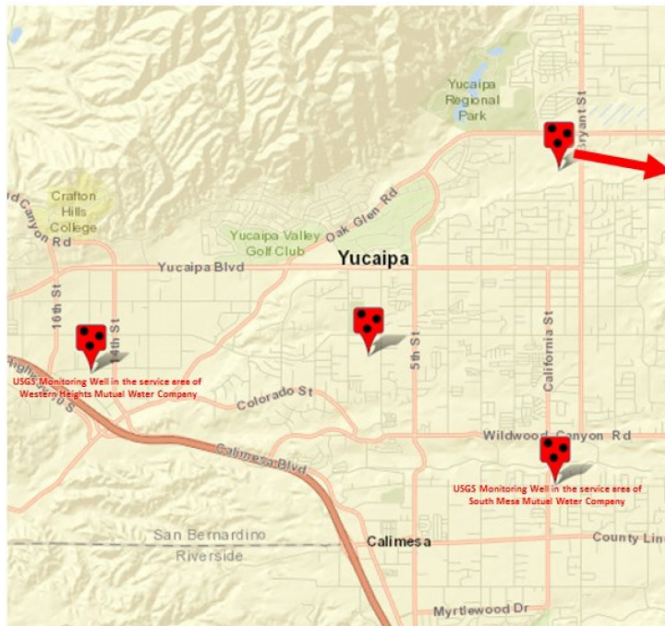 Yucaipa
Regional
Park
Bryant St
Crafton
Hills
College
Canyon Rd
Oak Glen Rd
Yucaipa Valley
Golf Club
Yucaipa
Yucaipa Blvd
16th St
14th St
5th St
California St
USGS Monitoring Well in the service area of
Western Heights Mutual Water Company
Colorado St
Calimesa Blvd
Wildwood Canyon Rd
USGS Monitoring Well in the service area of
South Mesa Mutual Water Company
San Bernardino
Riverside
Calimesa
County
Myrtlewood Dr